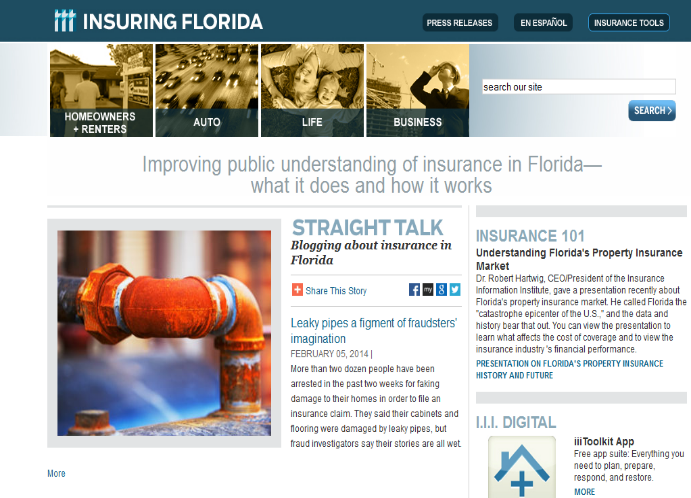 iii INSURING FLORIDA
PRESS RELEASES
EN ESPAÑOL
INSURANCE TOOLS
HOMEOWNERS
+ RENTERS
AUTO
LIFE
BUSINESS
search our site
SEARCH
Improving public understanding of insurance in Florida—
what it does and how it works
STRAIGHT TALK
Blogging about insurance in
Florida
Share This Story
f my g
Leaky pipes a figment of fraudsters'
imagination
FEBRUARY 05, 2014 |
More than two dozen people have been
arrested in the past two weeks for faking
damage to their homes in order to file an
insurance claim. They said their cabinets and
flooring were damaged by leaky pipes, but
fraud investigators say their stories are all wet.
More
INSURANCE 101
Understanding Florida's Property Insurance
Market
Dr. Robert Hartwig, CEO/President of the Insurance
Information Institute, gave a presentation recently about
Florida's property insurance market. He called Florida the
"catastrophe epicenter of the U.S.," and the data and
history bear that out. You can view the presentation to
learn what affects the cost of coverage and to view the
insurance industry 's financial performance.
PRESENTATION ON FLORIDA'S PROPERTY INSURANCE
HISTORY AND FUTURE
I.I.I. DIGITAL
iiiToolkit App
Free app suite: Everything you
need to plan, prepare,
respond, and restore.
MORE